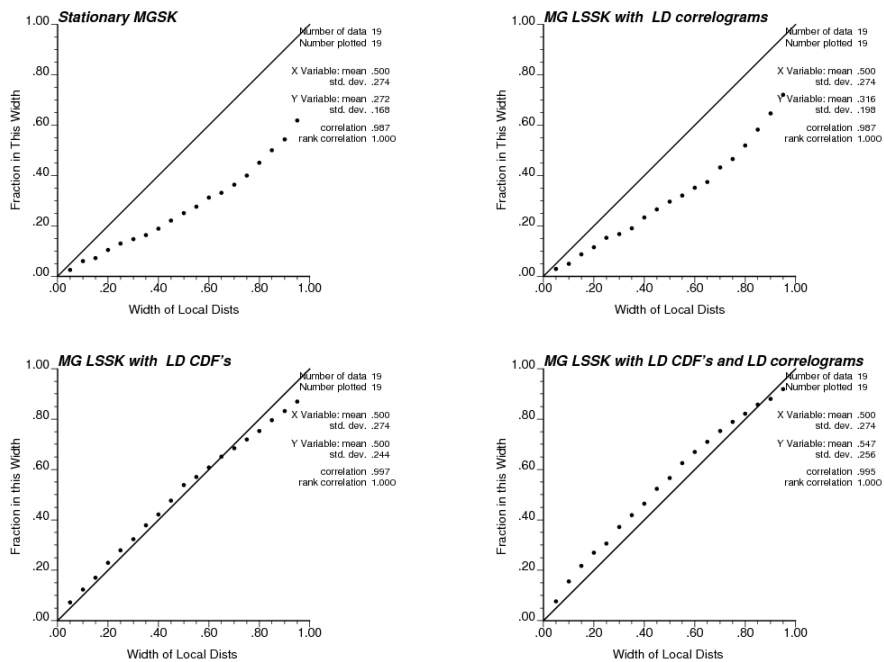 Stationary MGSK
Number of data 19
Number plotted 19
X Variable: mean .500
std. dev. .274
Y Variable: mean .272
std. dev. .168
correlation .987
rank correlation 1.000
Fraction in This Width
1.00
.80
.60
.40
.20
.00
.00 .20 .40 .60 .80 1.00
Width of Local Dists
MG LSSK with LD correlograms
Number of data 19
Number plotted 19
X Variable: mean .500
std. dev. .274
Y Variable: mean .316
std. dev. .198
correlation .987
rank correlation 1.000
Fraction in This Width
1.00
.80
.60
.40
.20
.00
.00 .20 .40 .60 .80 1.00
Width of Local Dists
MG LSSK with LD CDF's
Number of data 19
Number plotted 19
X Variable: mean .500
std. dev. .274
Y Variable: mean .500
std. dev. .244
correlation .997
rank correlation 1.000
Fraction in this Width
1.00
.80
.60
.40
.20
.00
.00 .20 .40 .60 .80 1.00
Width of Local Dists
MG LSSK with LD CDF's and LD correlograms
Number of data 19
Number plotted 19
X Variable: mean .500
std. dev. .274
Y Variable: mean .547
std. dev. .256
correlation .995
rank correlation 1.000
Fraction in this Width
1.00
.80
.60
.40
.20
.00
.00 .20 .40 .60 .80 1.00
Width of Local Dists